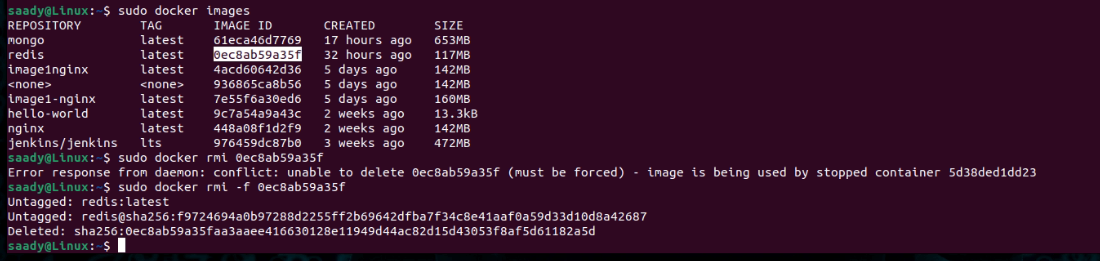 saady@Linux:~$ sudo docker images
REPOSITORY TAG IMAGE ID CREATED SIZE
mongo latest 61eca46d7769 17 hours ago 653MB
redis latest 0ec8ab59a35f 32 hours ago 117MB
image1nginx latest 4acd60642d36 5 days ago 142MB
<none> <none> 936865ca8b56 5 days ago 142MB
image1-nginx latest 7e55f6a30ed6 5 days ago 160MB
hello-world latest 9c7a54a9a43c 2 weeks ago 13.3kB
nginx latest 448a08f1d2f9 2 weeks ago 142MB
jenkins/jenkins lts 976459dc87b0 3 weeks ago 472MB
saady@Linux:~$ sudo docker rmi 0ec8ab59a35f
Error response from daemon: conflict: unable to delete 0ec8ab59a35f (must be forced) - image is being used by stopped container 5d38ded1dd23
saady@Linux:~$ sudo docker rmi -f 0ec8ab59a35f
Untagged: redis:latest
Untagged: redis@sha256:f9724694a0b97288d2255ff2b69642dfba7f34c8e41aaf0a59d33d10d8a42687
Deleted: sha256:0ec8ab59a35faa3aaee416630128e11949d44ac82d15d43053f8af5d61182a5d
saady@Linux:~$